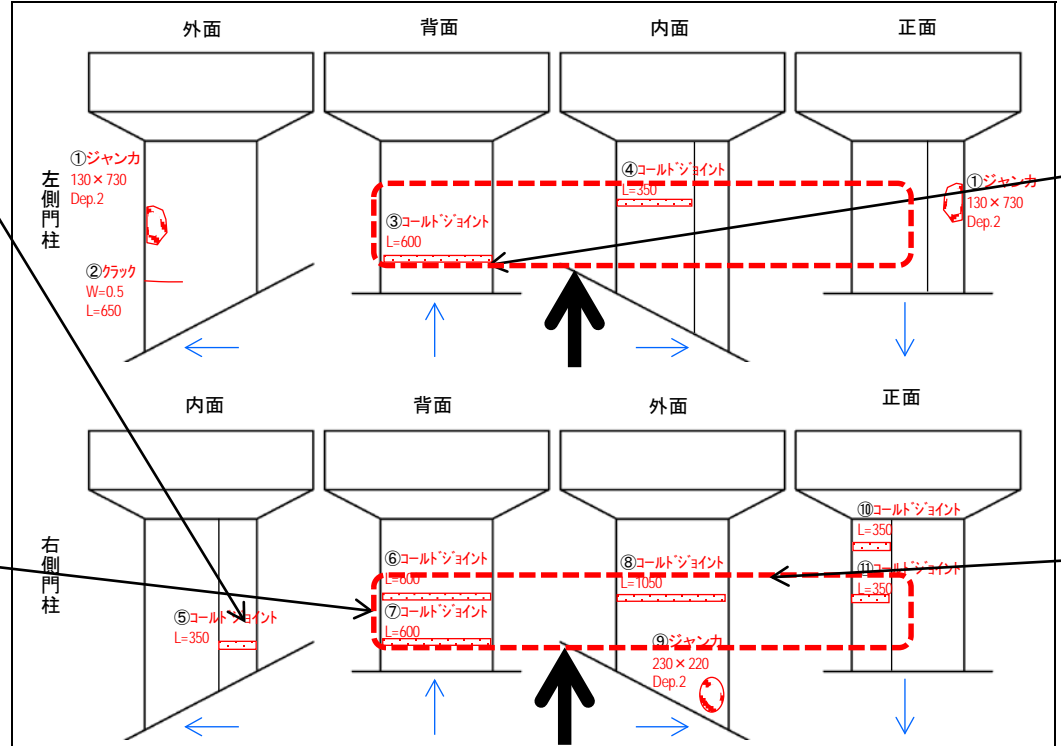 外面
背面
内面
正面
左側門柱
①ジャンカ
130×730
Dep.2
②クラック
W=0.5
L=650
③コールドジョイント
L=600
④コールドジョイント
L=350
①ジャンカ
130×730
Dep.2
内面
背面
外面
正面
右側門柱
⑤コールドジョイント
L=350
⑥コールドジョイント
L=600
⑦コールドジョイント
L=600
⑧コールドジョイント
L=1050
⑨ジャンカ
230×220
Dep.2
⑩コールドジョイント
L=350
⑪コールドジョイント
L=350